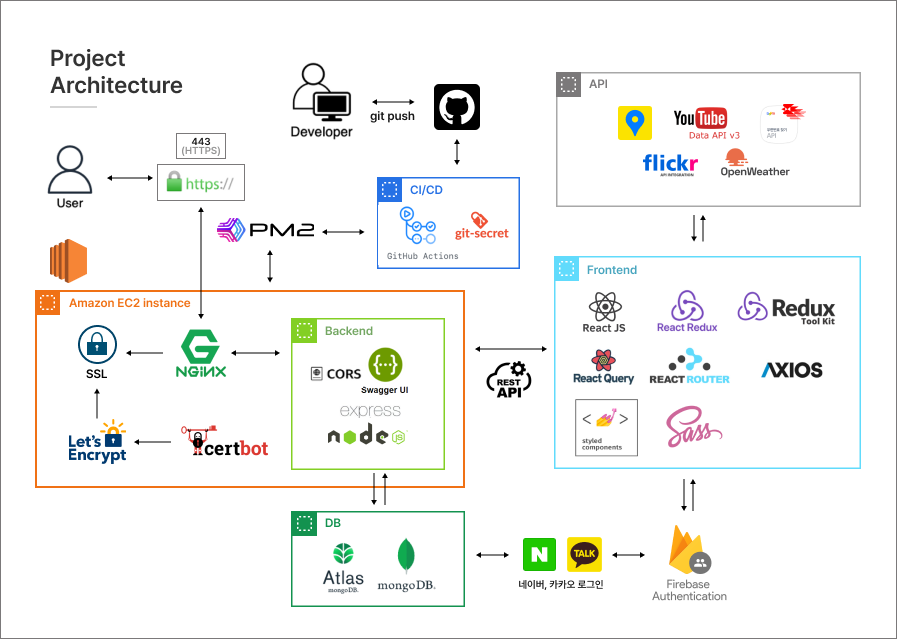 Project
Architecture
Developer
git push
443
(HTTPS)
https://
User
PM2
CI/CD
GitHub Actions
git-secret
API
YouTube
Data API v3
API
flickr
API INTEGRATION
OpenWeather
Amazon EC2 instance
SSL
NGINX
Let's
Encrypt
certbot
Backend
CORS
Swagger UI
express
node
JS
REST
API
Frontend
React JS
React Redux
Redux
Tool Kit
React Query
REACT ROUTER
AXIOS
< >
styled
components
Sass
DB
Atlas
mongoDB.
mongoDB.
N
TALK
네이버, 카카오 로그인
Firebase
Authentication